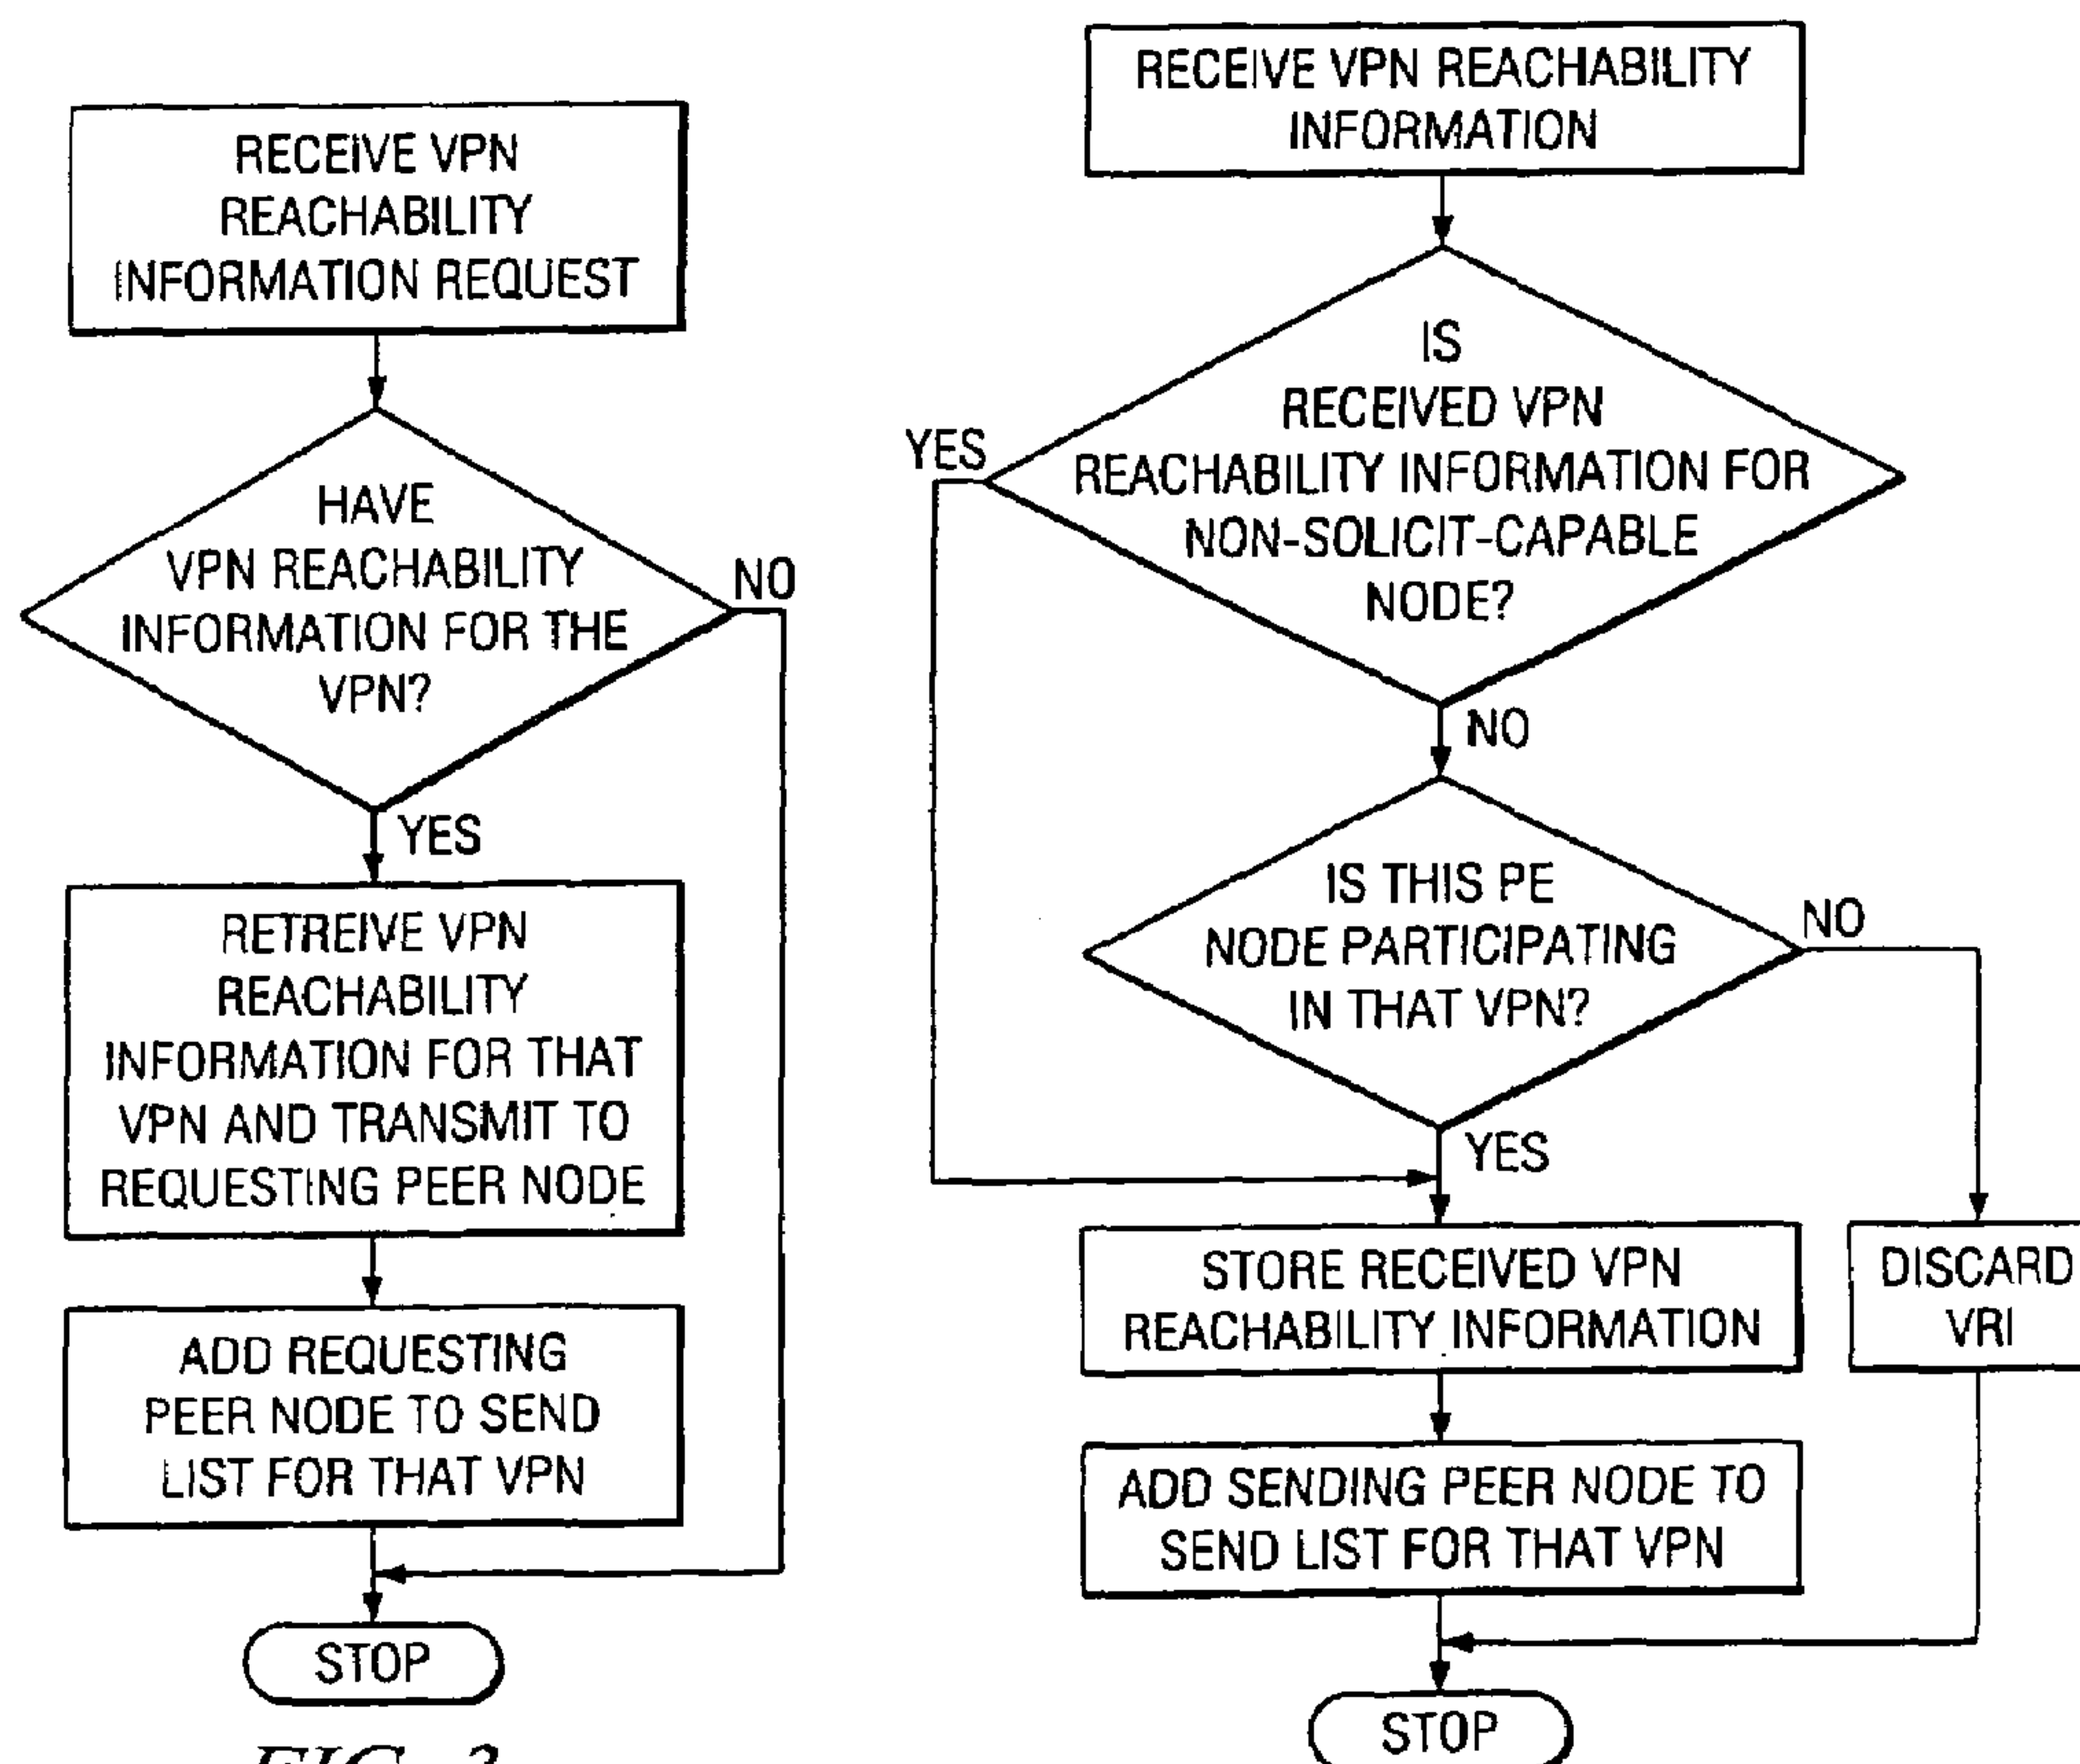 RECEIVE VPN
REACHABILITY
INFORMATION REQUEST
HAVE
VPN REACHABILITY
INFORMATION FOR THE
VPN?
NO
YES
RETREIVE VPN
REACHABILITY
INFORMATION FOR THAT
VPN AND TRANSMIT TO
REQUESTING PEER NODE
ADD REQUESTING
PEER NODE TO SEND
LIST FOR THAT VPN
STOP
FIG. 3
RECEIVE VPN REACHABILITY
INFORMATION
IS
RECEIVED VPN
REACHABILITY INFORMATION FOR
NON-SOLICIT-CAPABLE
NODE?
YES
NO
IS THIS PE
NODE PARTICIPATING
IN THAT VPN?
NO
YES
STORE RECEIVED VPN
REACHABILITY INFORMATION
DISCARD
VRI
ADD SENDING PEER NODE TO
SEND LIST FOR THAT VPN
STOP